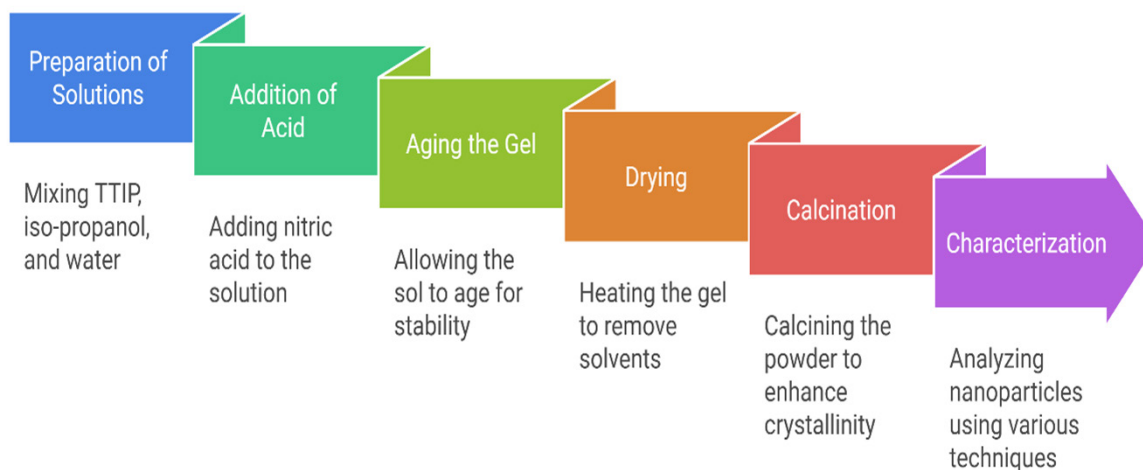 Preparation of
Solutions
Mixing TTIP,
iso-propanol,
and water
Addition of
Acid
Adding nitric
acid to the
solution
Aging the Gel
Allowing the
sol to age for
stability
Drying
Heating the gel
to remove
solvents
Calcination
Calcining the
powder to
enhance
crystallinity
Characterization
Analyzing
nanoparticles
using various
techniques